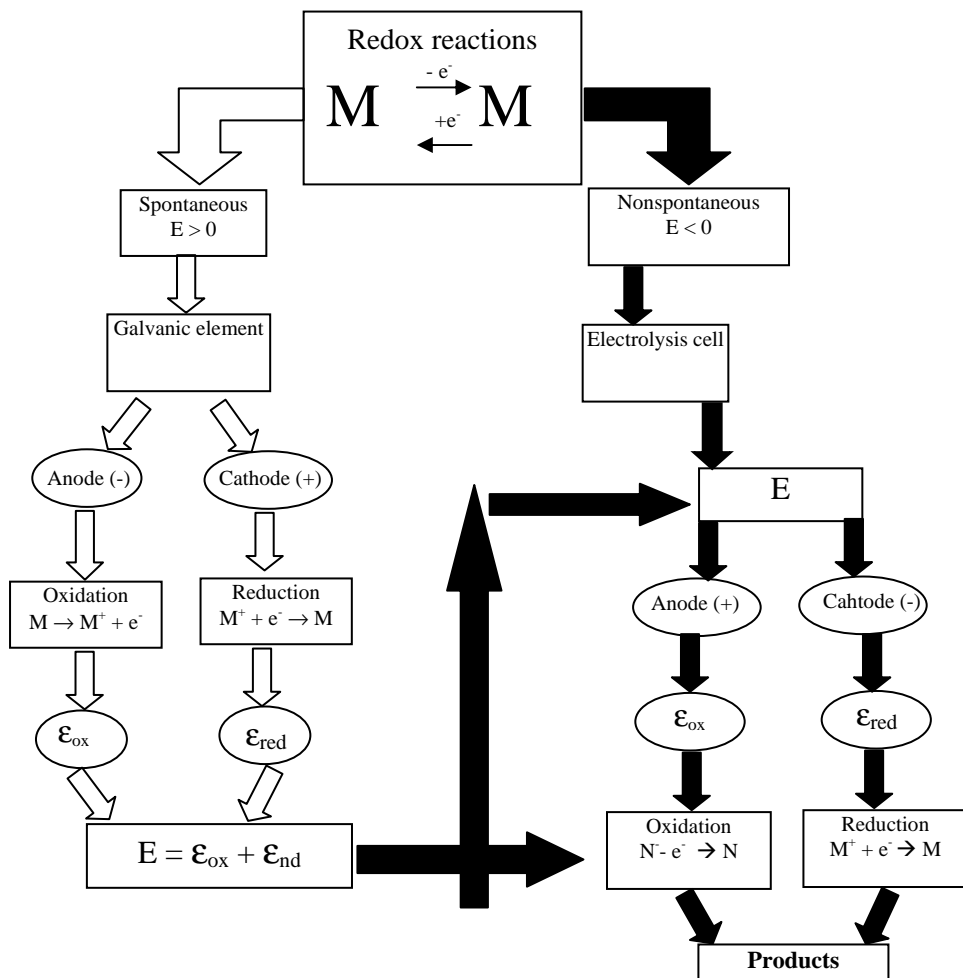 Redox reactions
- e⁻
M M
+e⁻
Spontaneous
E > 0
Nonspontaneous
E < 0
Galvanic element
Electrolysis cell
Anode (-)
Cathode (+)
E
Oxidation
M → M⁺ + e⁻
Reduction
M⁺ + e⁻ → M
Anode (+)
Cahtode (-)
εox
εred
εox
εred
E = εox + εnd
Oxidation
N⁻- e⁻ → N
Reduction
M⁺ + e⁻ → M
Products